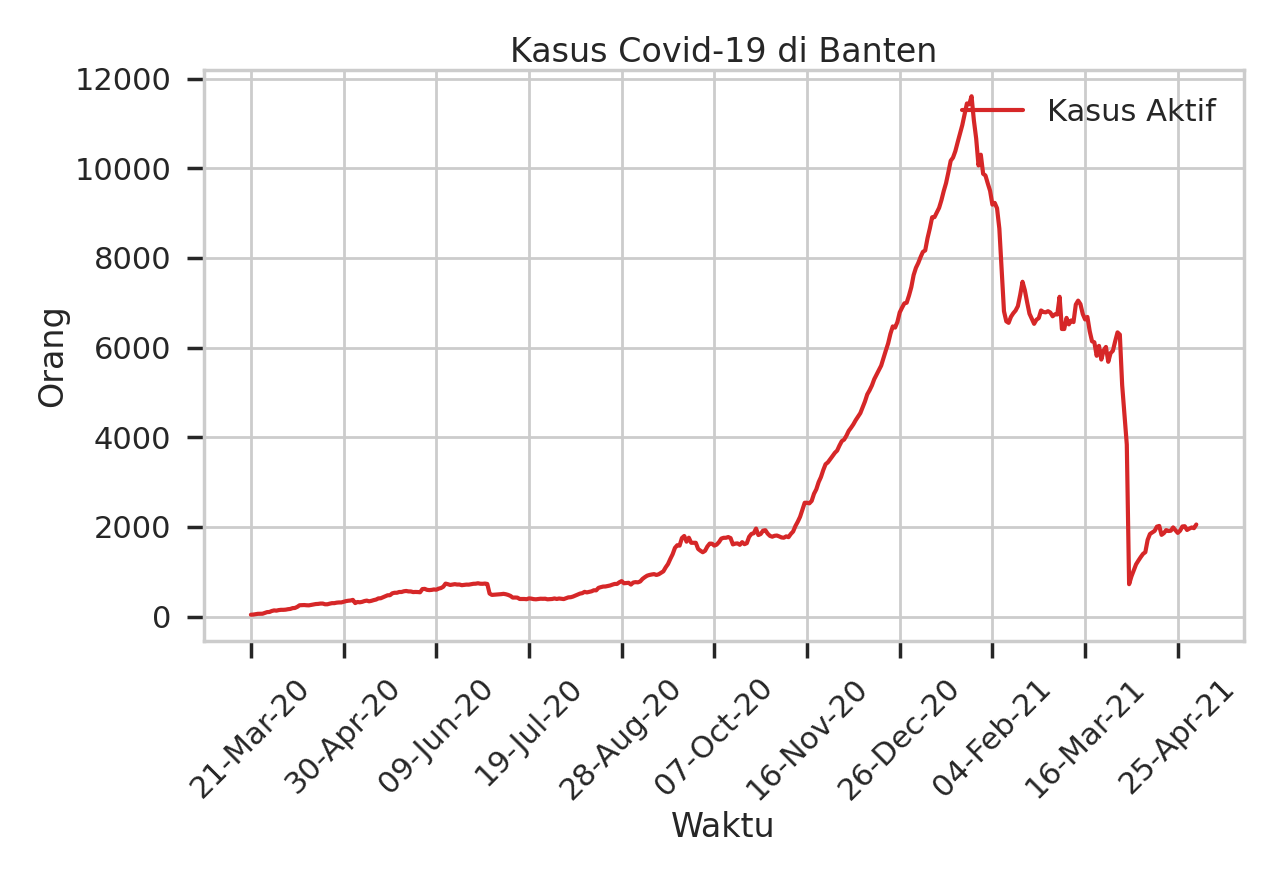 Kasus Covid-19 di Banten
Kasus Aktif
12000
10000
8000
6000
4000
2000
0
Orang
21-Mar-20
30-Apr-20
09-Jun-20
19-Jul-20
28-Aug-20
07-Oct-20
16-Nov-20
26-Dec-20
04-Feb-21
16-Mar-21
25-Apr-21
Waktu